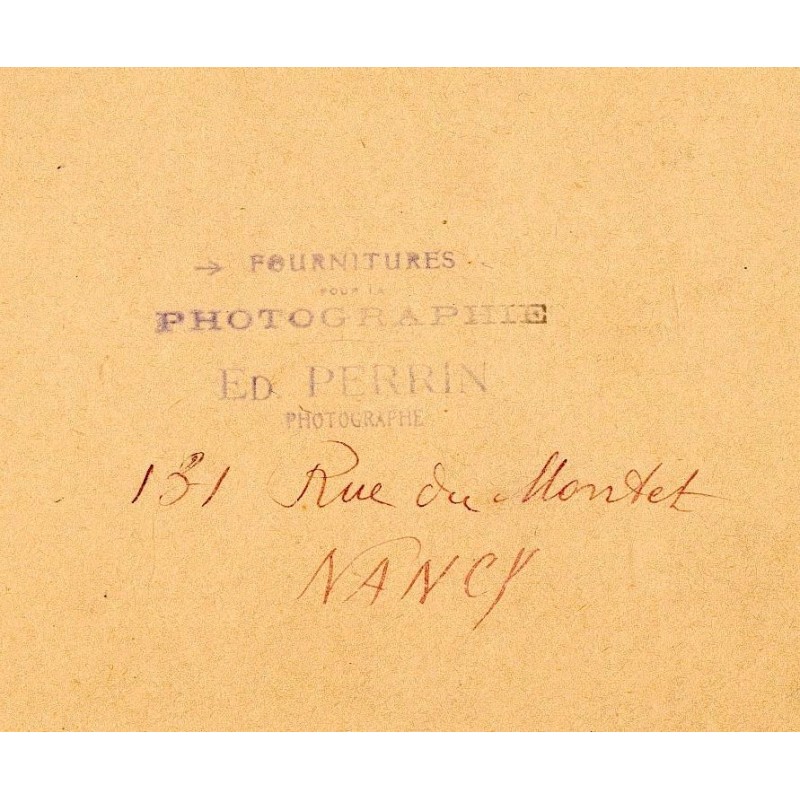 → FOURNITURES
POUR LA
PHOTOGRAPHIE
ED. PERRIN
PHOTOGRAPHE
131 Rue du Montet
NANCY